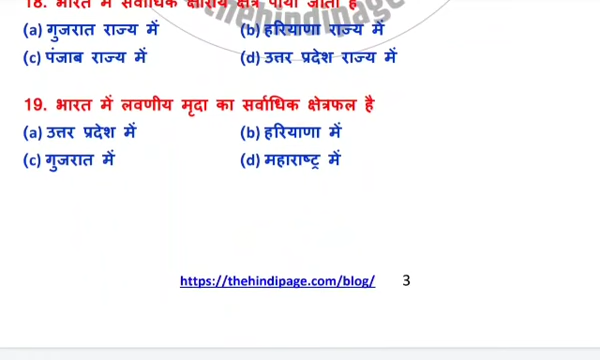 18. भारत में सर्वाधिक क्षारीय क्षेत्र पाया जाता है
(a) गुजरात राज्य में (b) हरियाणा राज्य में
(c) पंजाब राज्य में (d) उत्तर प्रदेश राज्य में
thehindipage
19. भारत में लवणीय मृदा का सर्वाधिक क्षेत्रफल है
(a) उत्तर प्रदेश में (b) हरियाणा में
(c) गुजरात में (d) महाराष्ट्र में
https://thehindipage.com/blog/ 3